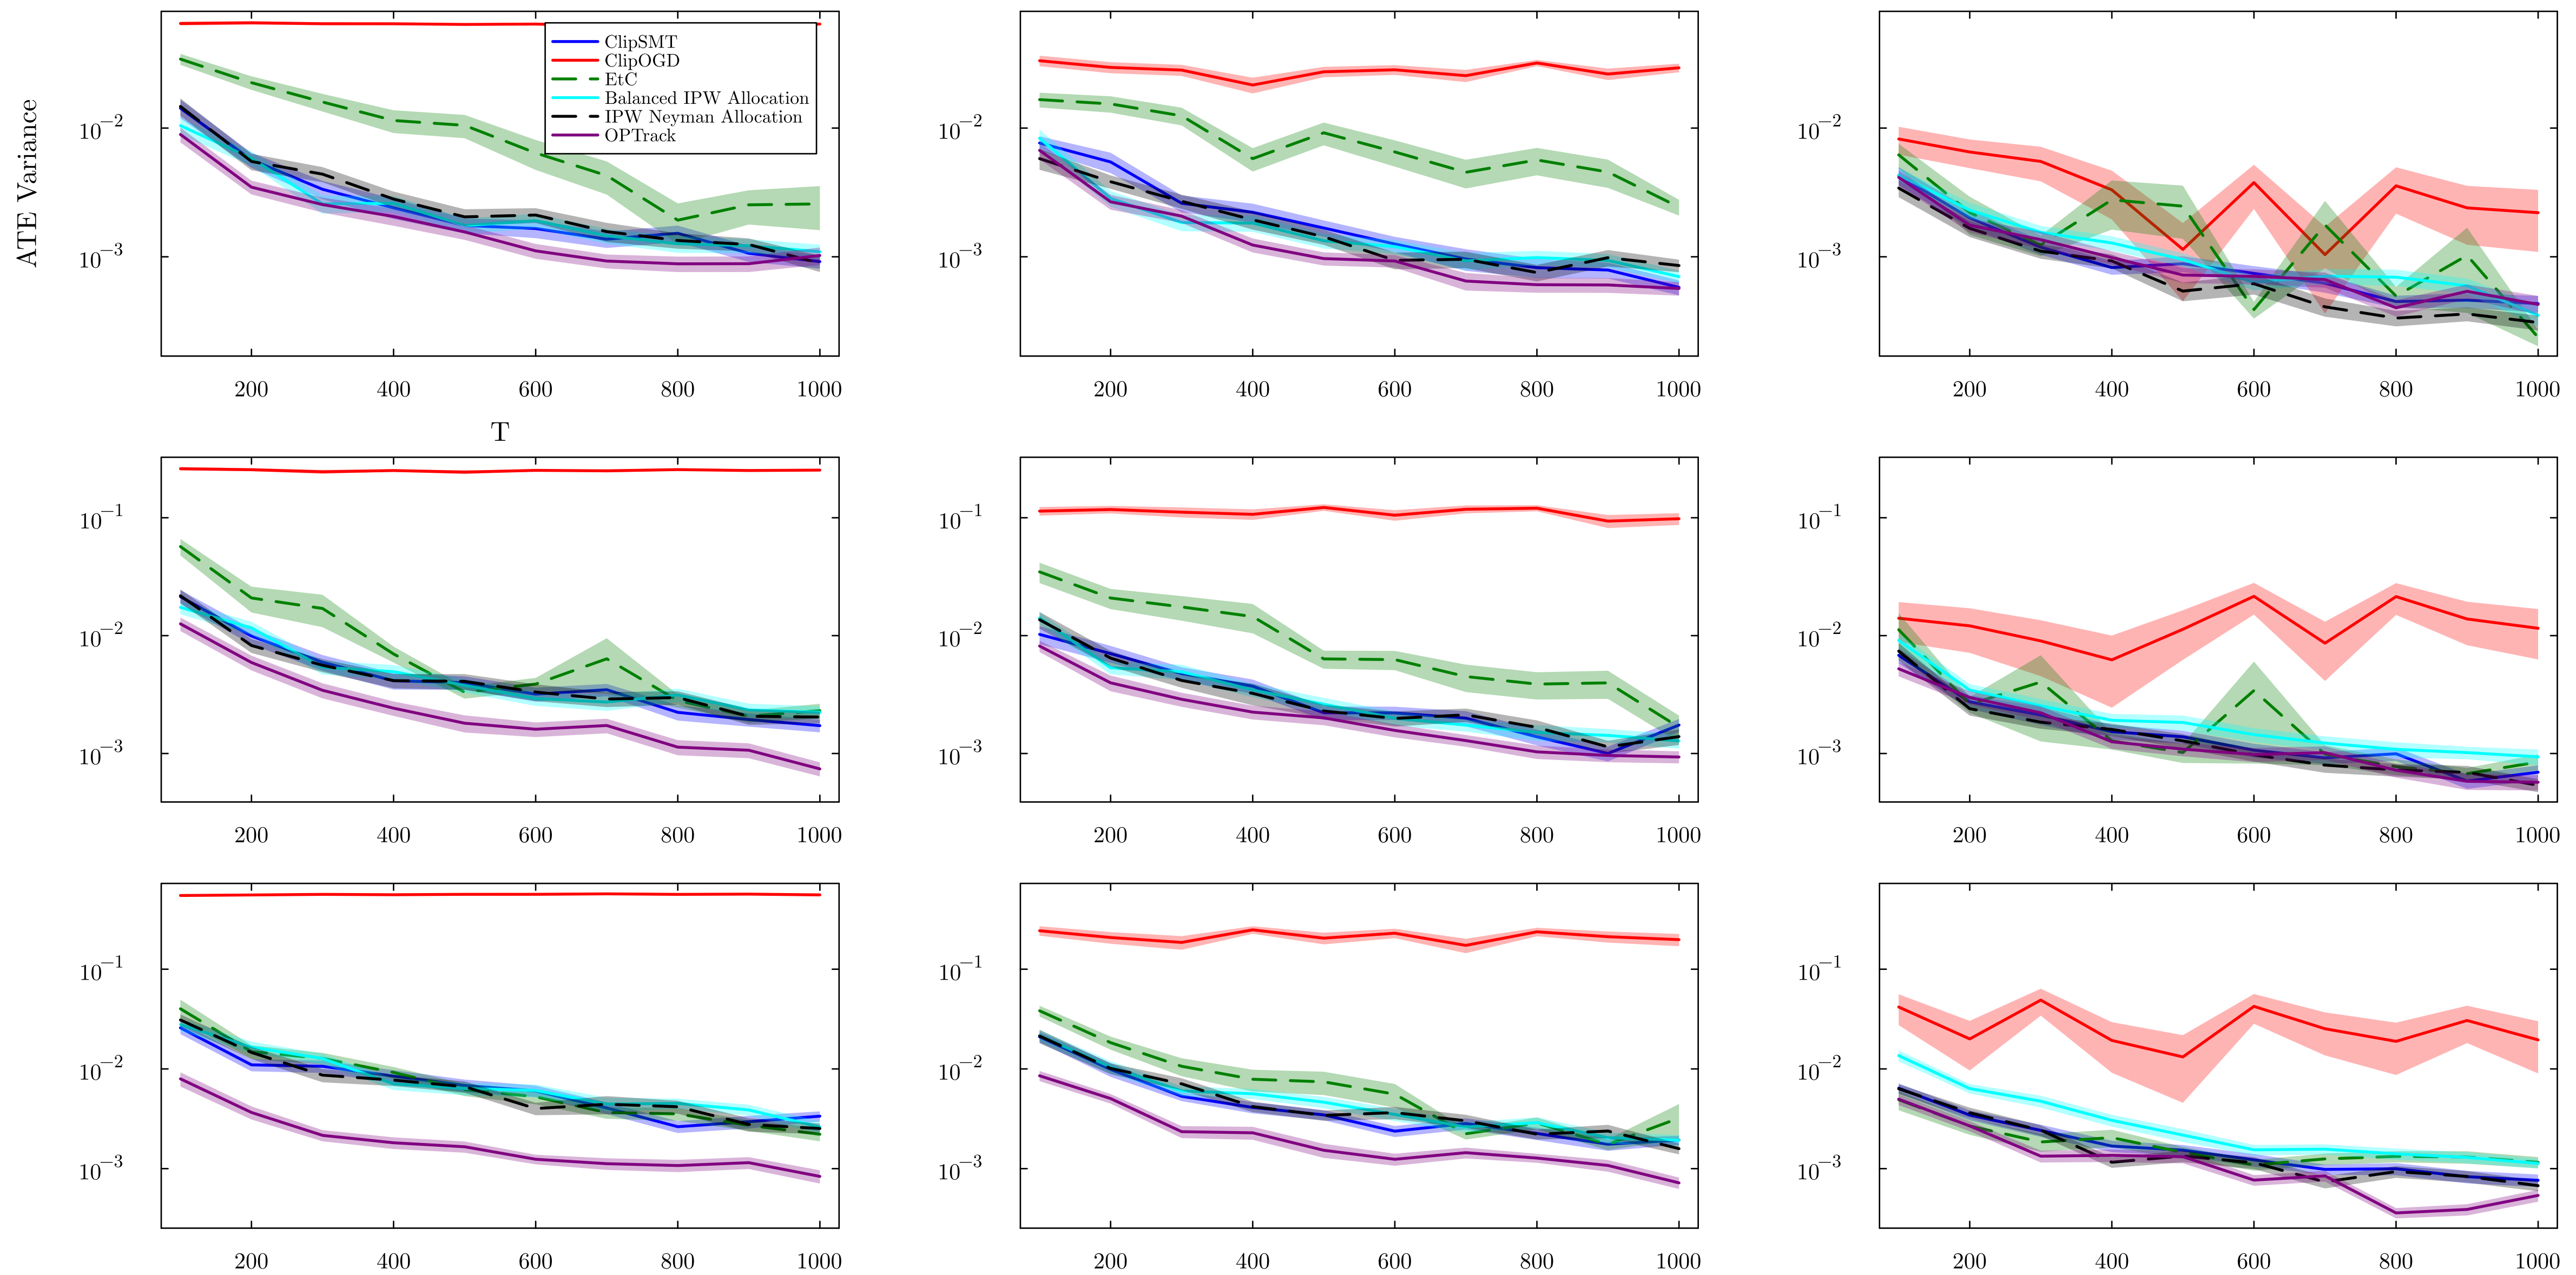 ATE Variance
10⁻²
10⁻³
ClipSMT
ClipOGD
EtC
Balanced IPW Allocation
IPW Neyman Allocation
OPTrack
200 400 600 800 1000
T
10⁻²
10⁻³
200 400 600 800 1000
10⁻²
10⁻³
200 400 600 800 1000
10⁻¹
10⁻²
10⁻³
200 400 600 800 1000
10⁻¹
10⁻²
10⁻³
200 400 600 800 1000
10⁻¹
10⁻²
10⁻³
200 400 600 800 1000
10⁻¹
10⁻²
10⁻³
200 400 600 800 1000
10⁻¹
10⁻²
10⁻³
200 400 600 800 1000
10⁻¹
10⁻²
10⁻³
200 400 600 800 1000